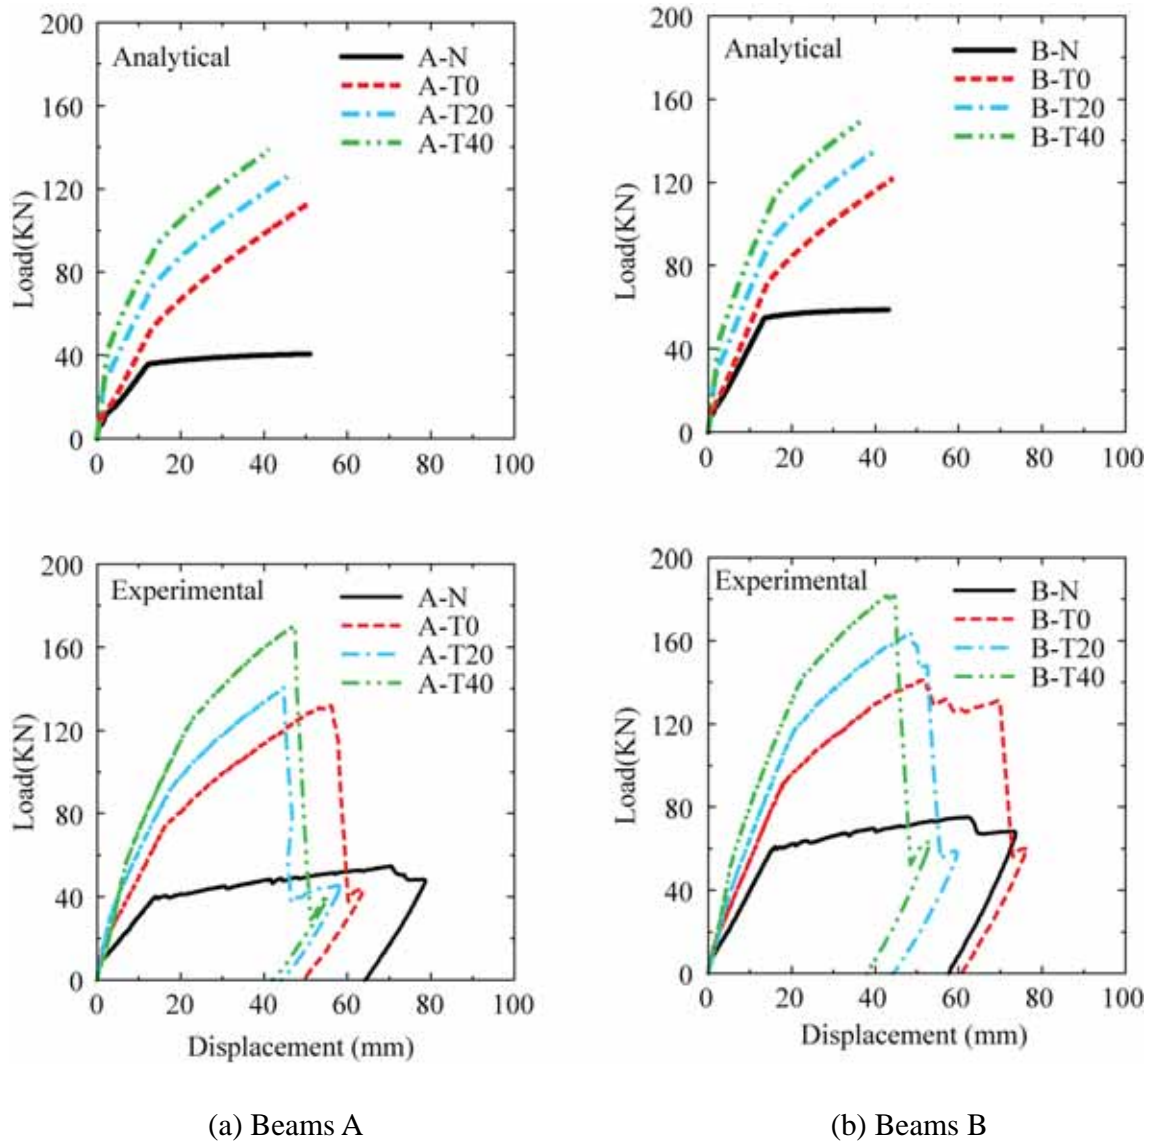 200
160
120
80
40
0
Load(KN)
Analytical
A-N
A-T0
A-T20
A-T40
0 20 40 60 80 100
200
160
120
80
40
0
Load(KN)
Analytical
B-N
B-T0
B-T20
B-T40
0 20 40 60 80 100
200
160
120
80
40
0
Load(KN)
Experimental
A-N
A-T0
A-T20
A-T40
0 20 40 60 80 100
Displacement (mm)
200
160
120
80
40
0
Load(KN)
Experimental
B-N
B-T0
B-T20
B-T40
0 20 40 60 80 100
Displacement (mm)
(a) Beams A
(b) Beams B